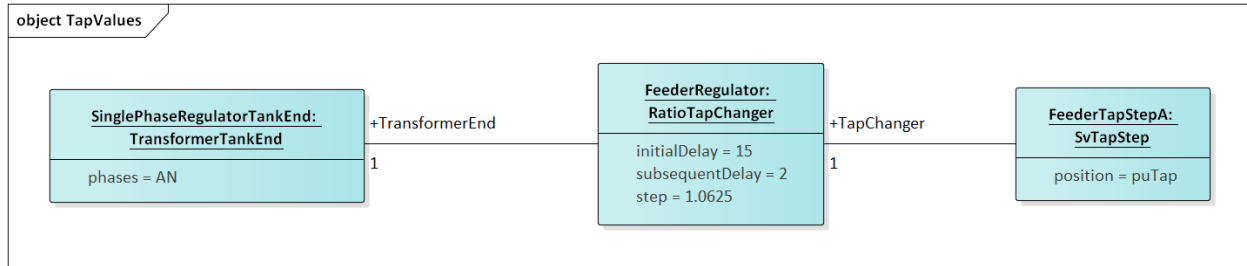 object TapValues
SinglePhaseRegulatorTankEnd:
TransformerTankEnd
phases = AN
+TransformerEnd
1
FeederRegulator:
RatioTapChanger
initialDelay = 15
subsequentDelay = 2
step = 1.0625
+TapChanger
1
FeederTapStepA:
SvTapStep
position = puTap